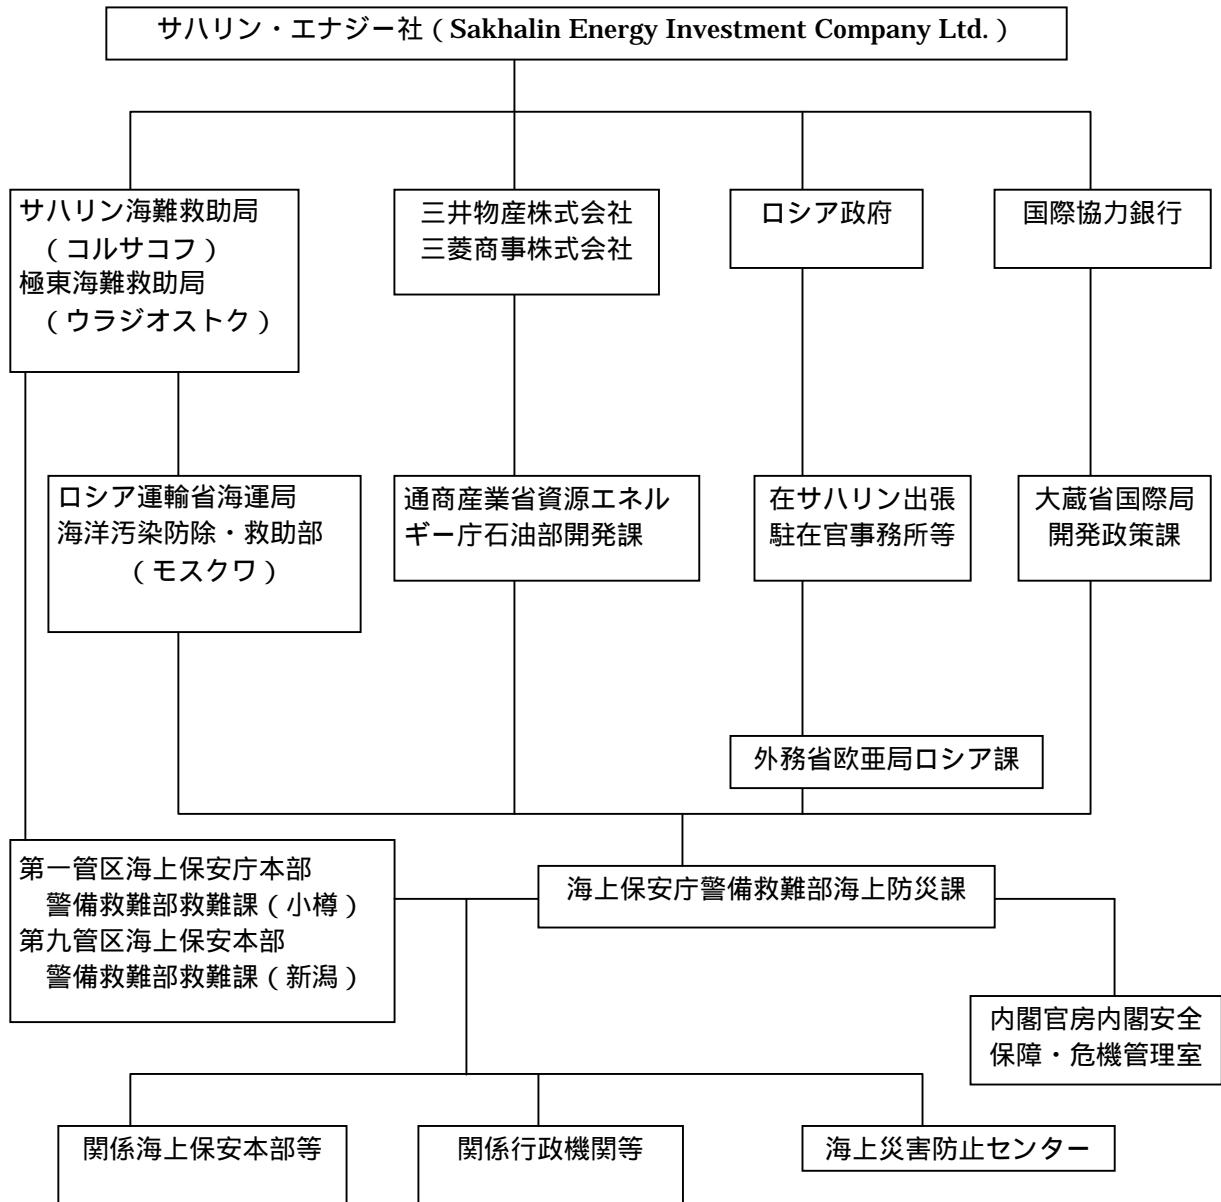 サハリン・エナジー社（Sakhalin Energy Investment Company Ltd.）
サハリン海難救助局
（コルサコフ）
極東海難救助局
（ウラジオストク）
三井物産株式会社
三菱商事株式会社
ロシア政府
国際協力銀行
ロシア運輸省海運局
海洋汚染防除・救助部
（モスクワ）
通商産業省資源エネル
ギー庁石油部開発課
在サハリン出張
駐在官事務所等
大蔵省国際局
開発政策課
外務省欧亜局ロシア課
第一管区海上保安庁本部
警備救難部救難課（小樽）
第九管区海上保安本部
警備救難部救難課（新潟）
海上保安庁警備救難部海上防災課
内閣官房内閣安全
保障・危機管理室
関係海上保安本部等
関係行政機関等
海上災害防止センター